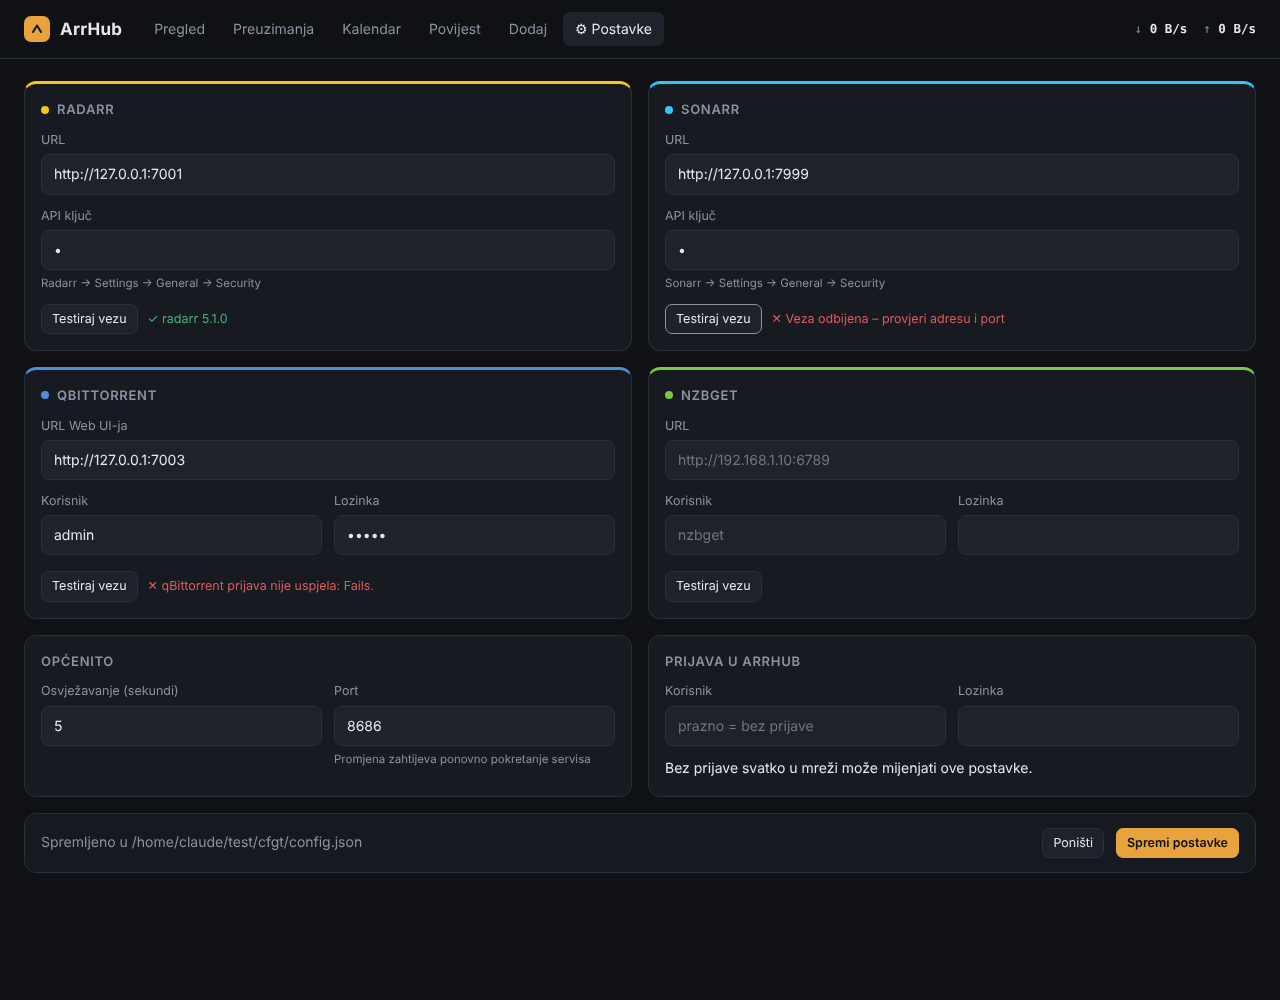 ArrHub Pregled Preuzimanja Kalendar Povijest Dodaj ⚙ Postavke ↓ 0 B/s ↑ 0 B/s
RADARR
URL
http://127.0.0.1:7001
API ključ
•
Radarr → Settings → General → Security
Testiraj vezu ✓ radarr 5.1.0
SONARR
URL
http://127.0.0.1:7999
API ključ
•
Sonarr → Settings → General → Security
Testiraj vezu ✕ Veza odbijena – provjeri adresu i port
QBITTORRENT
URL Web UI-ja
http://127.0.0.1:7003
Korisnik Lozinka
admin •••••
Testiraj vezu ✕ qBittorrent prijava nije uspjela: Fails.
NZBGET
URL
http://192.168.1.10:6789
Korisnik Lozinka
nzbget
Testiraj vezu
OPĆENITO
Osvježavanje (sekundi) Port
5 8686
Promjena zahtijeva ponovno pokretanje servisa
PRIJAVA U ARRHUB
Korisnik Lozinka
prazno = bez prijave
Bez prijave svatko u mreži može mijenjati ove postavke.
Spremljeno u /home/claude/test/cfgt/config.json Poništi Spremi postavke